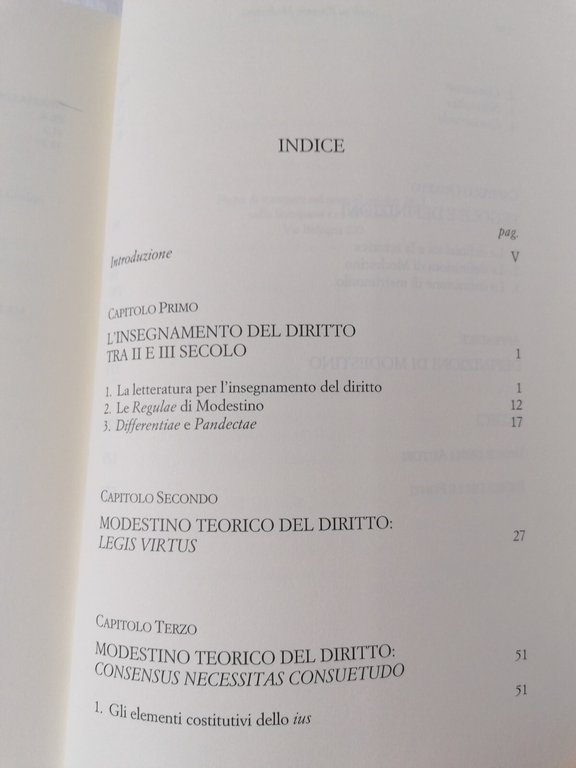 INDICE
pag.
Introduzione V
CAPITOLO PRIMO
L'INSEGNAMENTO DEL DIRITTO
TRA II E III SECOLO 1
1. La letteratura per l'insegnamento del diritto 1
2. Le Regulae di Modestino 12
3. Differentiae e Pandectae 17
CAPITOLO SECONDO
MODESTINO TEORICO DEL DIRITTO:
LEGIS VIRTUS 27
CAPITOLO TERZO
MODESTINO TEORICO DEL DIRITTO:
CONSENSUS NECESSITAS CONSUETUDO 51
1. Gli elementi costitutivi dello ius 51